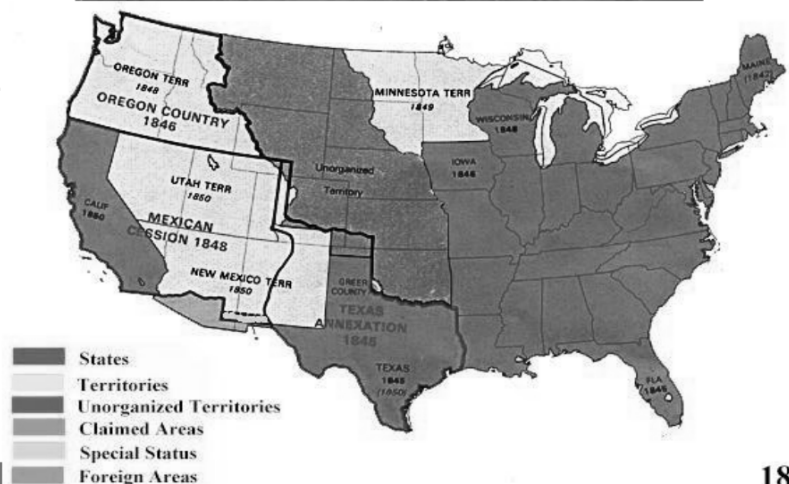 OREGON TERR
1848
OREGON COUNTRY
1846
MINNESOTA TERR
1849
MAINE
(1842)
WISCONSIN
1848
IOWA
1846
Unorganized
Territory
UTAH TERR
1850
CALIF
1850
MEXICAN
CESSION 1848
NEW MEXICO TERR
1850
GREER
COUNTY
TEXAS
ANNEXATION
1845
TEXAS
1845
(1850)
FLA
1845
States
Territories
Unorganized Territories
Claimed Areas
Special Status
Foreign Areas
18